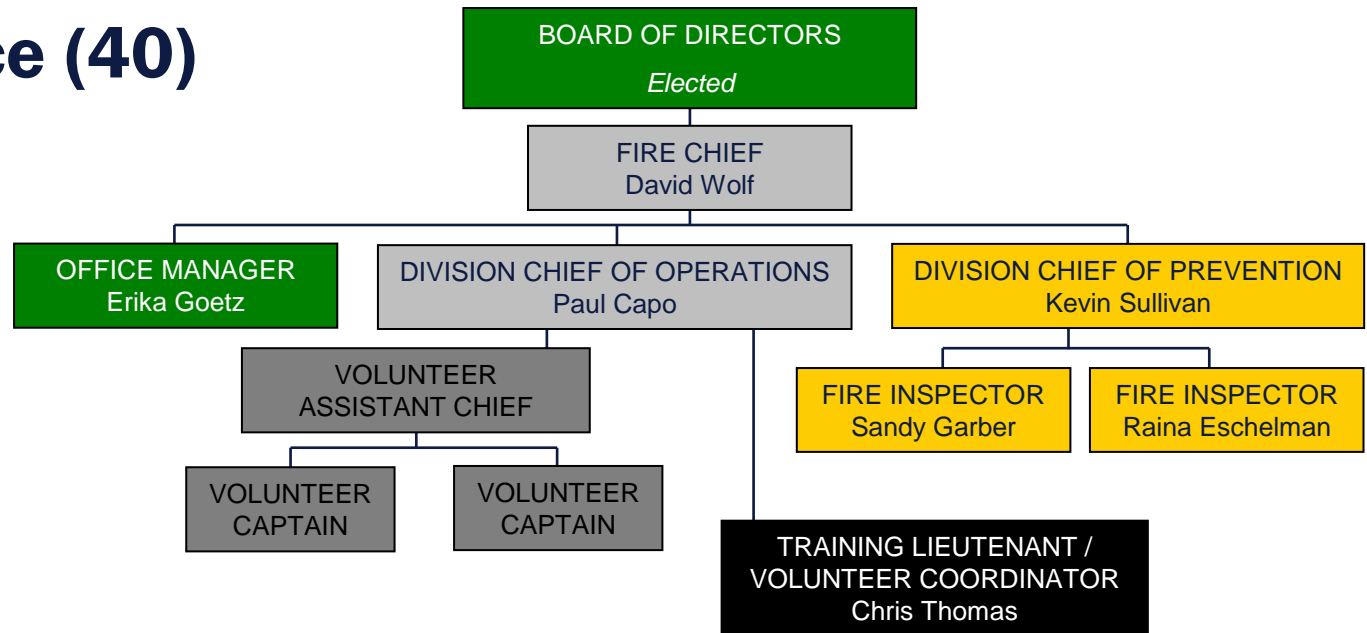 (40)
BOARD OF DIRECTORS
Elected
FIRE CHIEF
David Wolf
OFFICE MANAGER
Erika Goetz
DIVISION CHIEF OF OPERATIONS
Paul Capo
DIVISION CHIEF OF PREVENTION
Kevin Sullivan
VOLUNTEER
ASSISTANT CHIEF
FIRE INSPECTOR
Sandy Garber
FIRE INSPECTOR
Raina Eschelman
VOLUNTEER
CAPTAIN
VOLUNTEER
CAPTAIN
TRAINING LIEUTENANT /
VOLUNTEER COORDINATOR
Chris Thomas